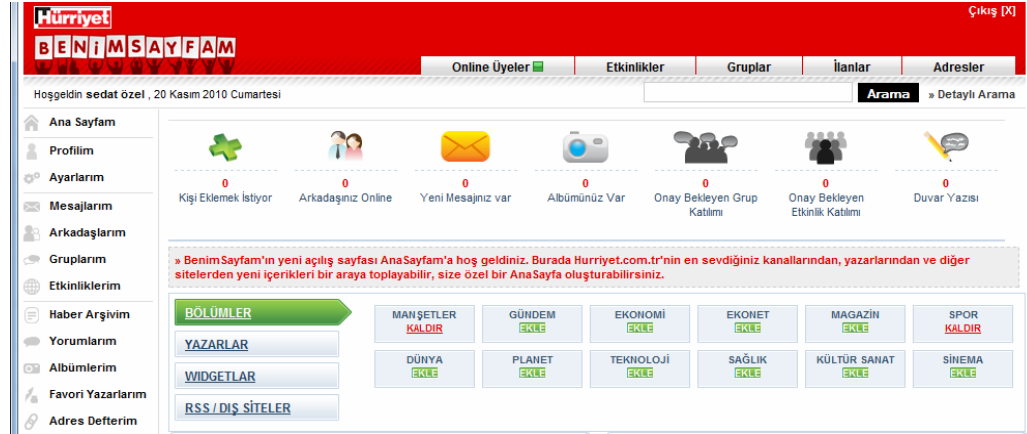 Hürriyet
Çıkış [X]
BENiMSAYFAM
Online Üyeler
Etkinlikler
Gruplar
İlanlar
Adresler
Hoşgeldin sedat özel , 20 Kasım 2010 Cumartesi
Arama
» Detaylı Arama
Ana Sayfam
Profilim
Ayarlarım
Mesajlarım
Arkadaşlarım
Gruplarım
Etkinliklerim
Haber Arşivim
Yorumlarım
Albümlerim
Favori Yazarlarım
Adres Defterim
0
Kişi Eklemek İstiyor
0
Arkadaşınız Online
0
Yeni Mesajınız var
0
Albümünüz Var
0
Onay Bekleyen Grup
Katılımı
0
Onay Bekleyen
Etkinlik Katılımı
0
Duvar Yazısı
» BenimSayfam'ın yeni açılış sayfası AnaSayfam'a hoş geldiniz. Burada Hurriyet.com.tr'nin en sevdiğiniz kanallarından, yazarlarından ve diğer
sitelerden yeni içerikleri bir araya toplayabilir, size özel bir AnaSayfa oluşturabilirsiniz.
BÖLÜMLER
YAZARLAR
WIDGETLAR
RSS / DIŞ SİTELER
MANŞETLER
KALDIR
GÜNDEM
EKLE
EKONOMİ
EKLE
EKONET
EKLE
MAGAZİN
EKLE
SPOR
KALDIR
DÜNYA
EKLE
PLANET
EKLE
TEKNOLOJİ
EKLE
SAĞLIK
EKLE
KÜLTÜR SANAT
EKLE
SİNEMA
EKLE